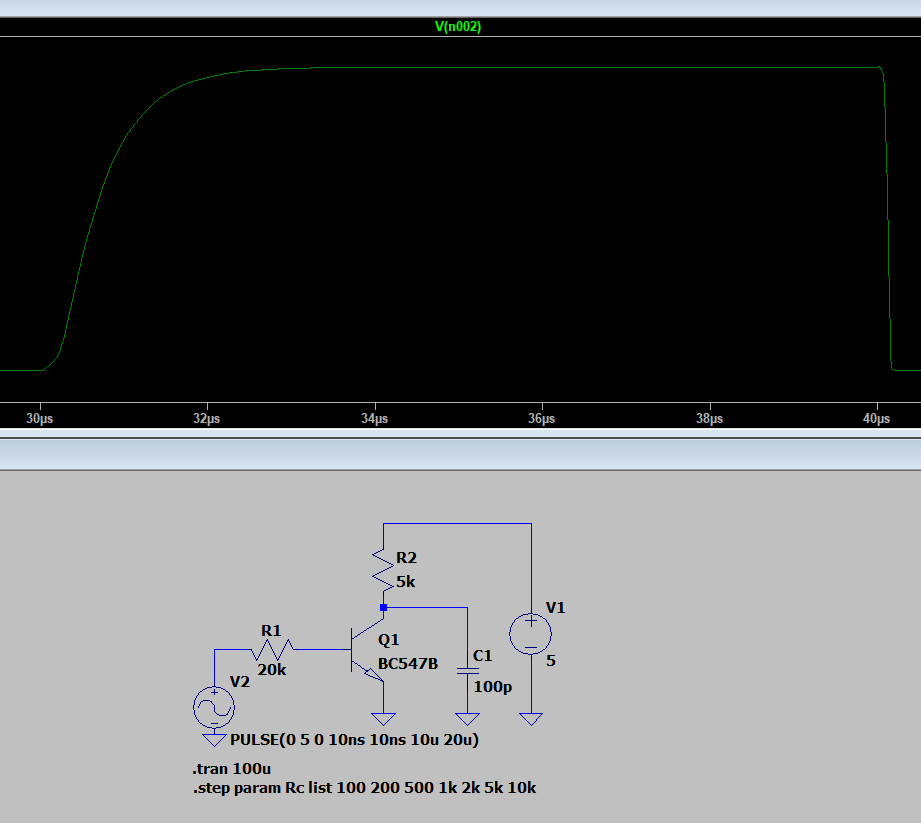 V(n002)
30µs 32µs 34µs 36µs 38µs 40µs
R2
5k
V1
R1
Q1
C1
5
BC547B
20k
V2
100p
PULSE(0 5 0 10ns 10ns 10u 20u)
.tran 100u
.step param Rc list 100 200 500 1k 2k 5k 10k